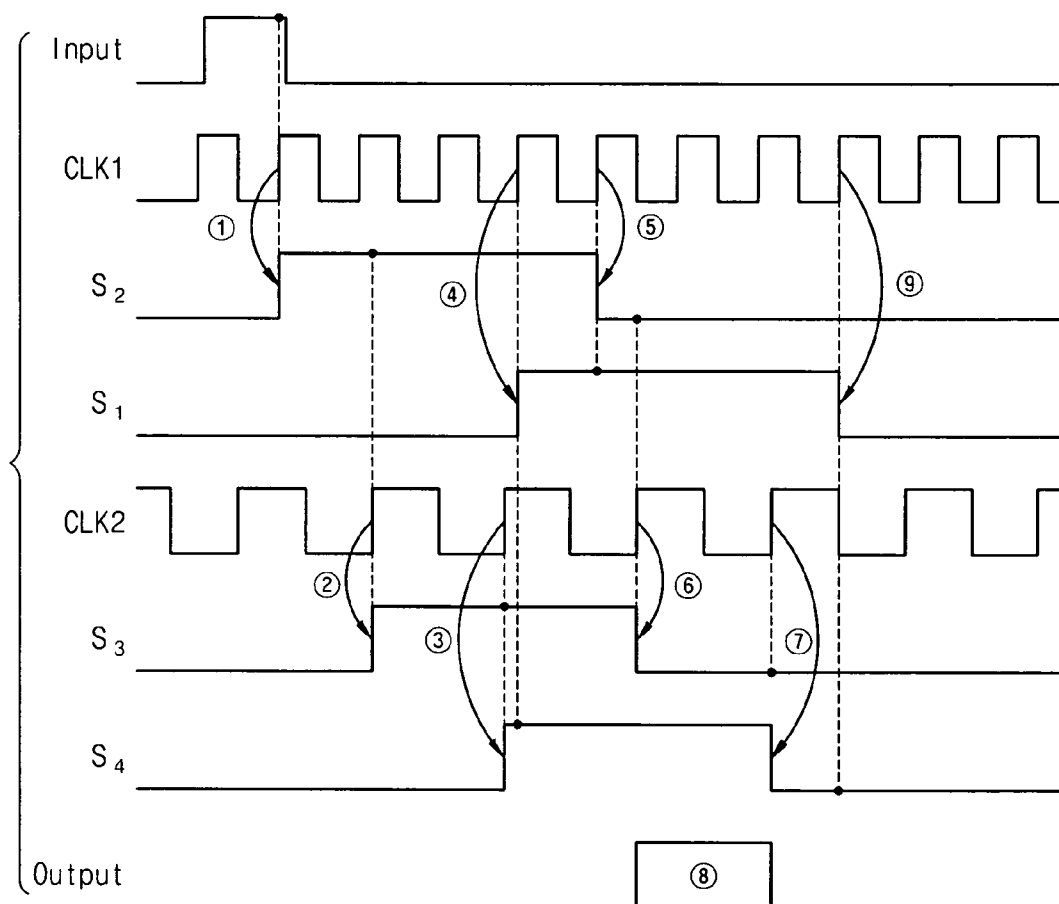 Input
CLK1
①
⑤
S₂
④
⑨
S₁
CLK2
②
⑥
S₃
③
⑦
S₄
Output
⑧